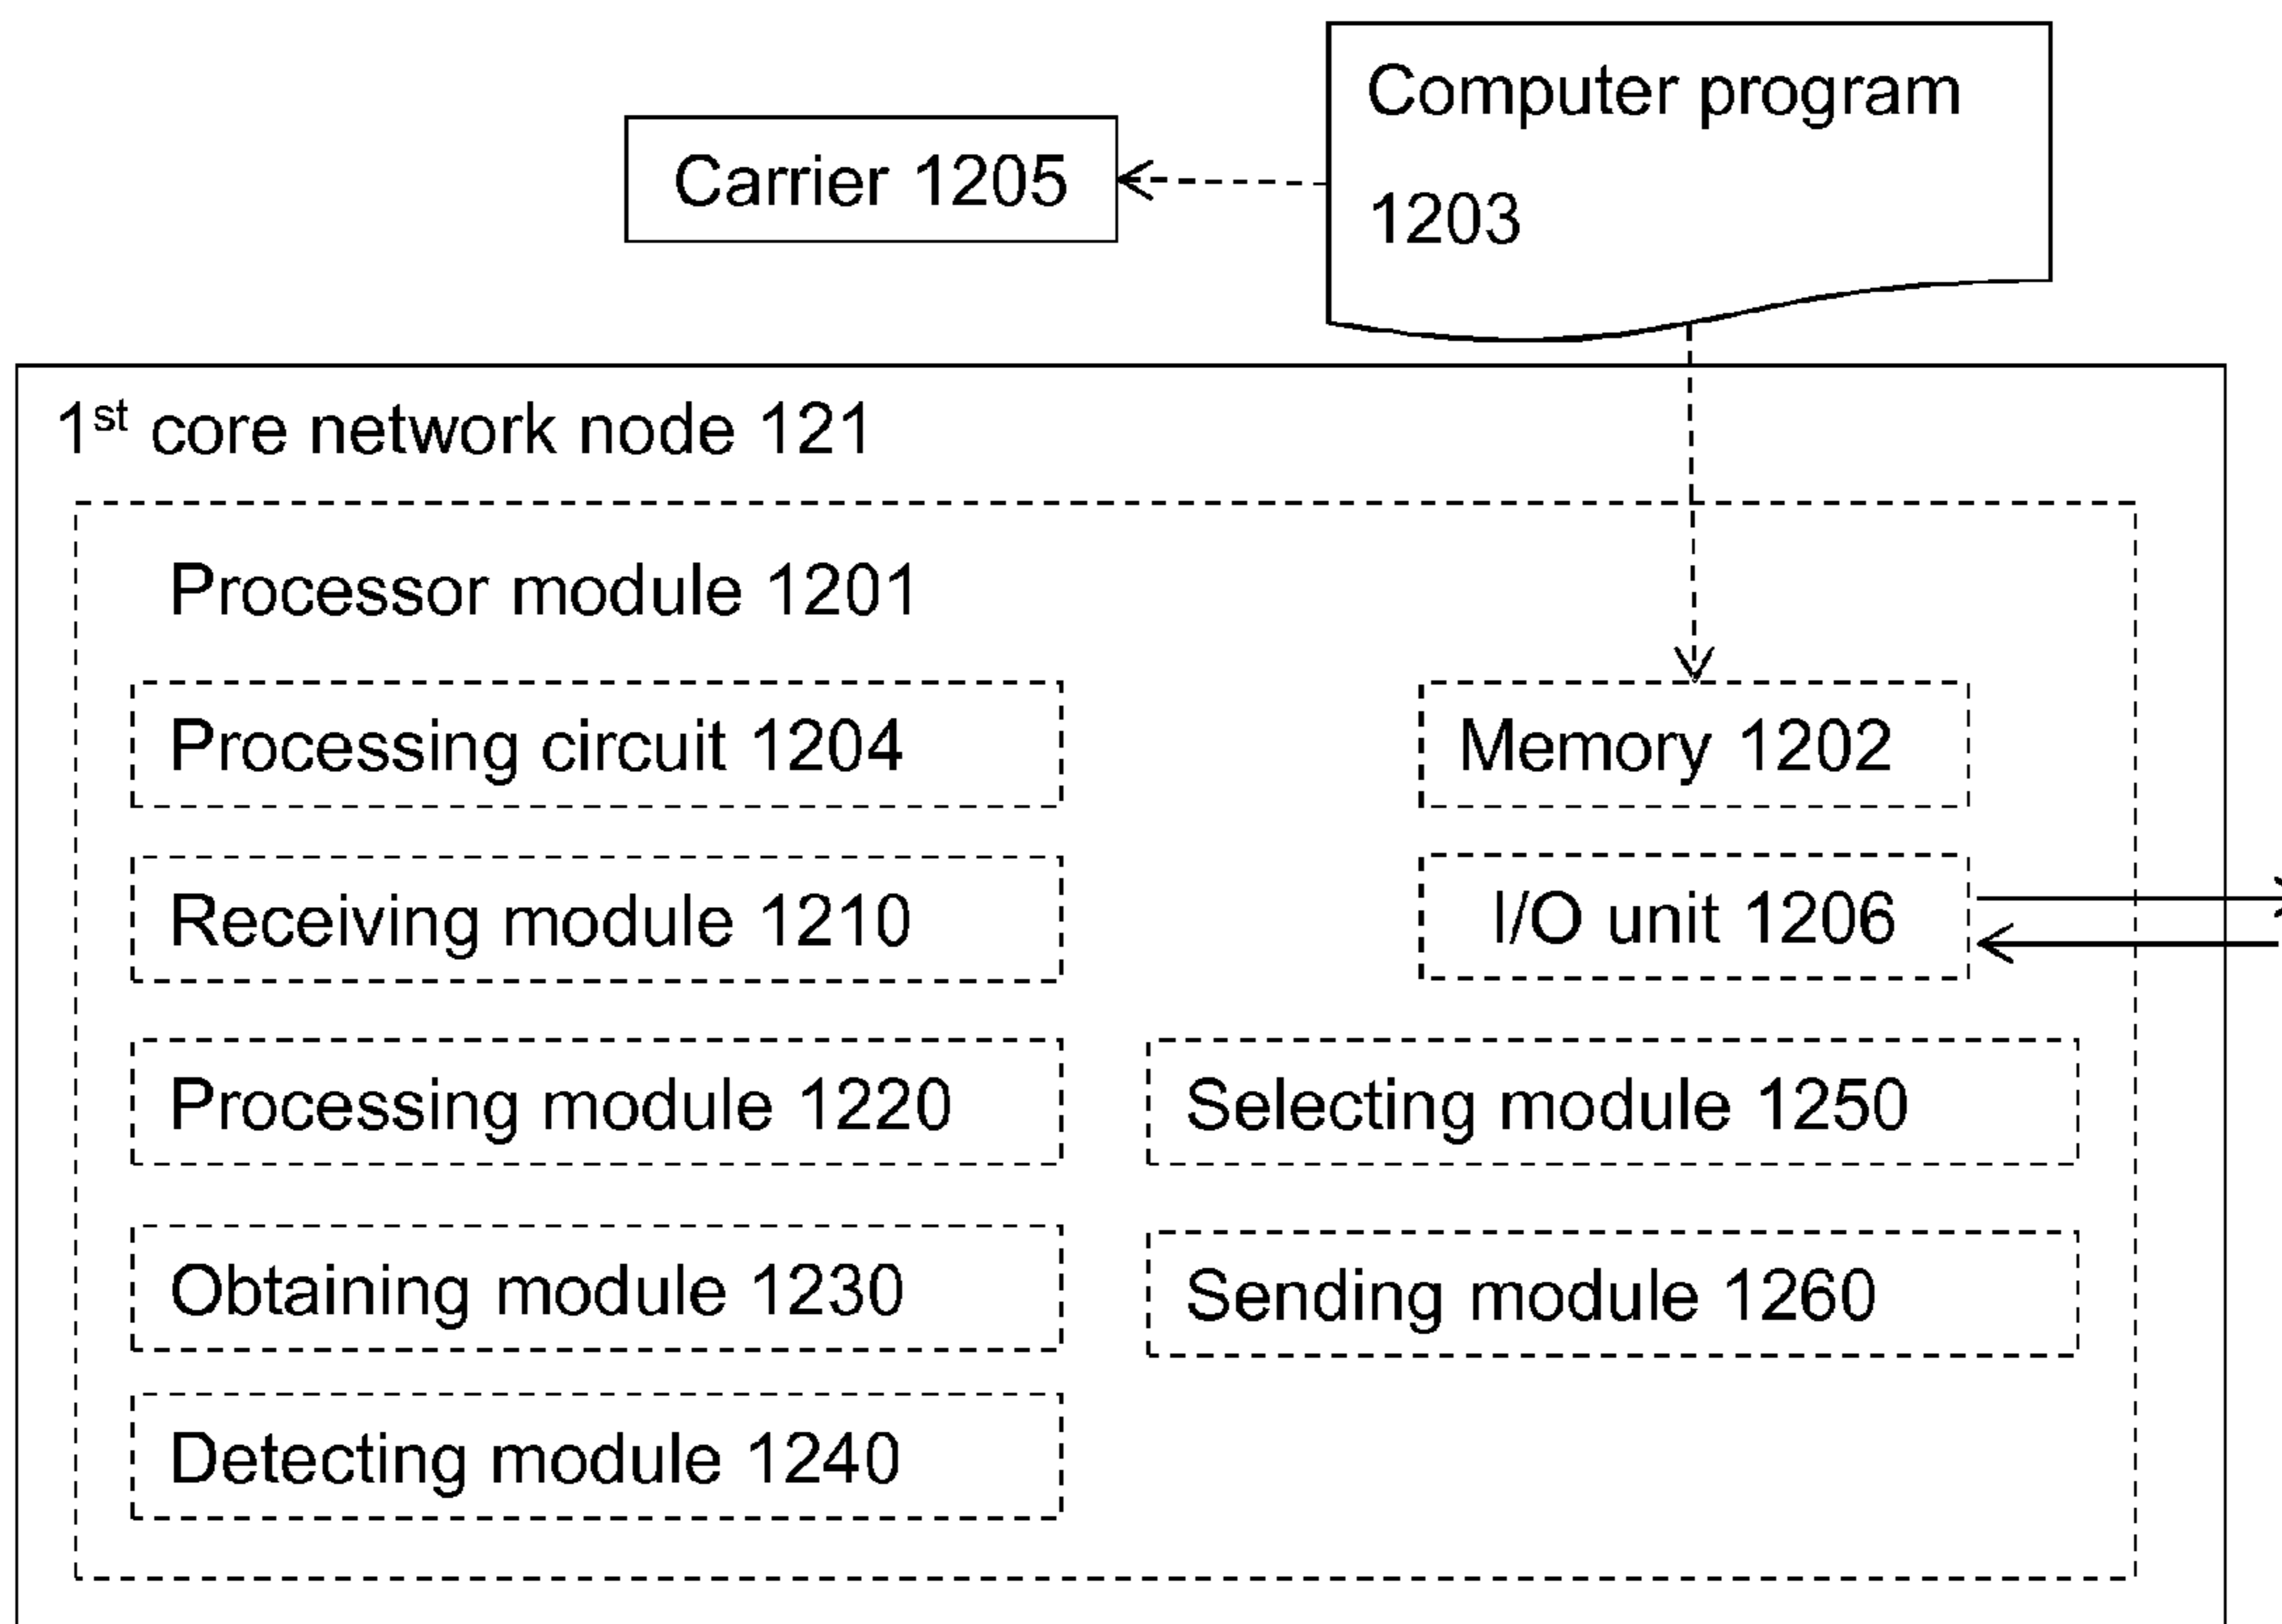 Computer program
1203
Carrier 1205
1st core network node 121
Processor module 1201
Processing circuit 1204
Memory 1202
Receiving module 1210
I/O unit 1206
Processing module 1220
Selecting module 1250
Obtaining module 1230
Sending module 1260
Detecting module 1240